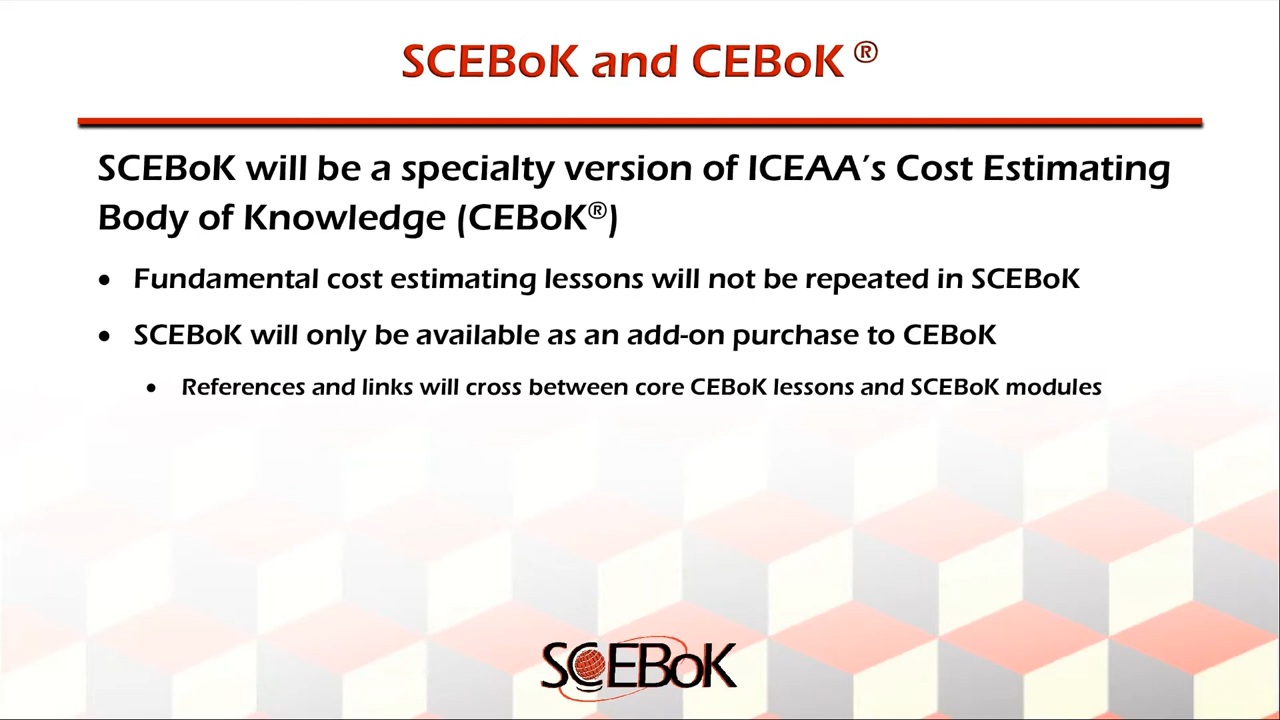 SCEBoK and CEBoK ®
SCEBoK will be a specialty version of ICEAA's Cost Estimating
Body of Knowledge (CEBoK®)
• Fundamental cost estimating lessons will not be repeated in SCEBoK
• SCEBoK will only be available as an add-on purchase to CEBoK
• References and links will cross between core CEBoK lessons and SCEBoK modules
SCEBoK